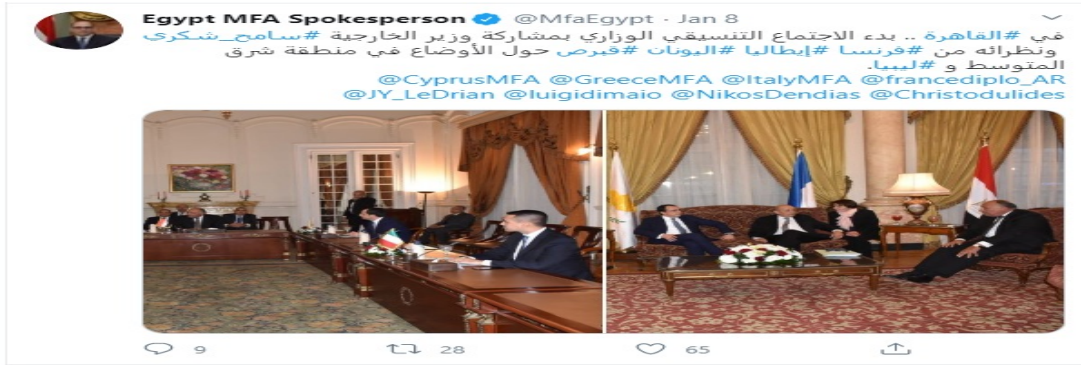 Egypt MFA Spokesperson @MfaEgypt · Jan 8
في #القاهرة .. بدء الاجتماع التنسيقي الوزاري بمشاركة وزير الخارجية #سامح_شكري
ونظرائه من #فرنسا #إيطاليا #اليونان #قبرص حول الأوضاع في منطقة شرق
المتوسط و #ليبيا.
@CyprusMFA @GreeceMFA @ItalyMFA @francediplo_AR
@JY_LeDrian @luigidimaio @NikosDendias @Christodulides
9 28 65